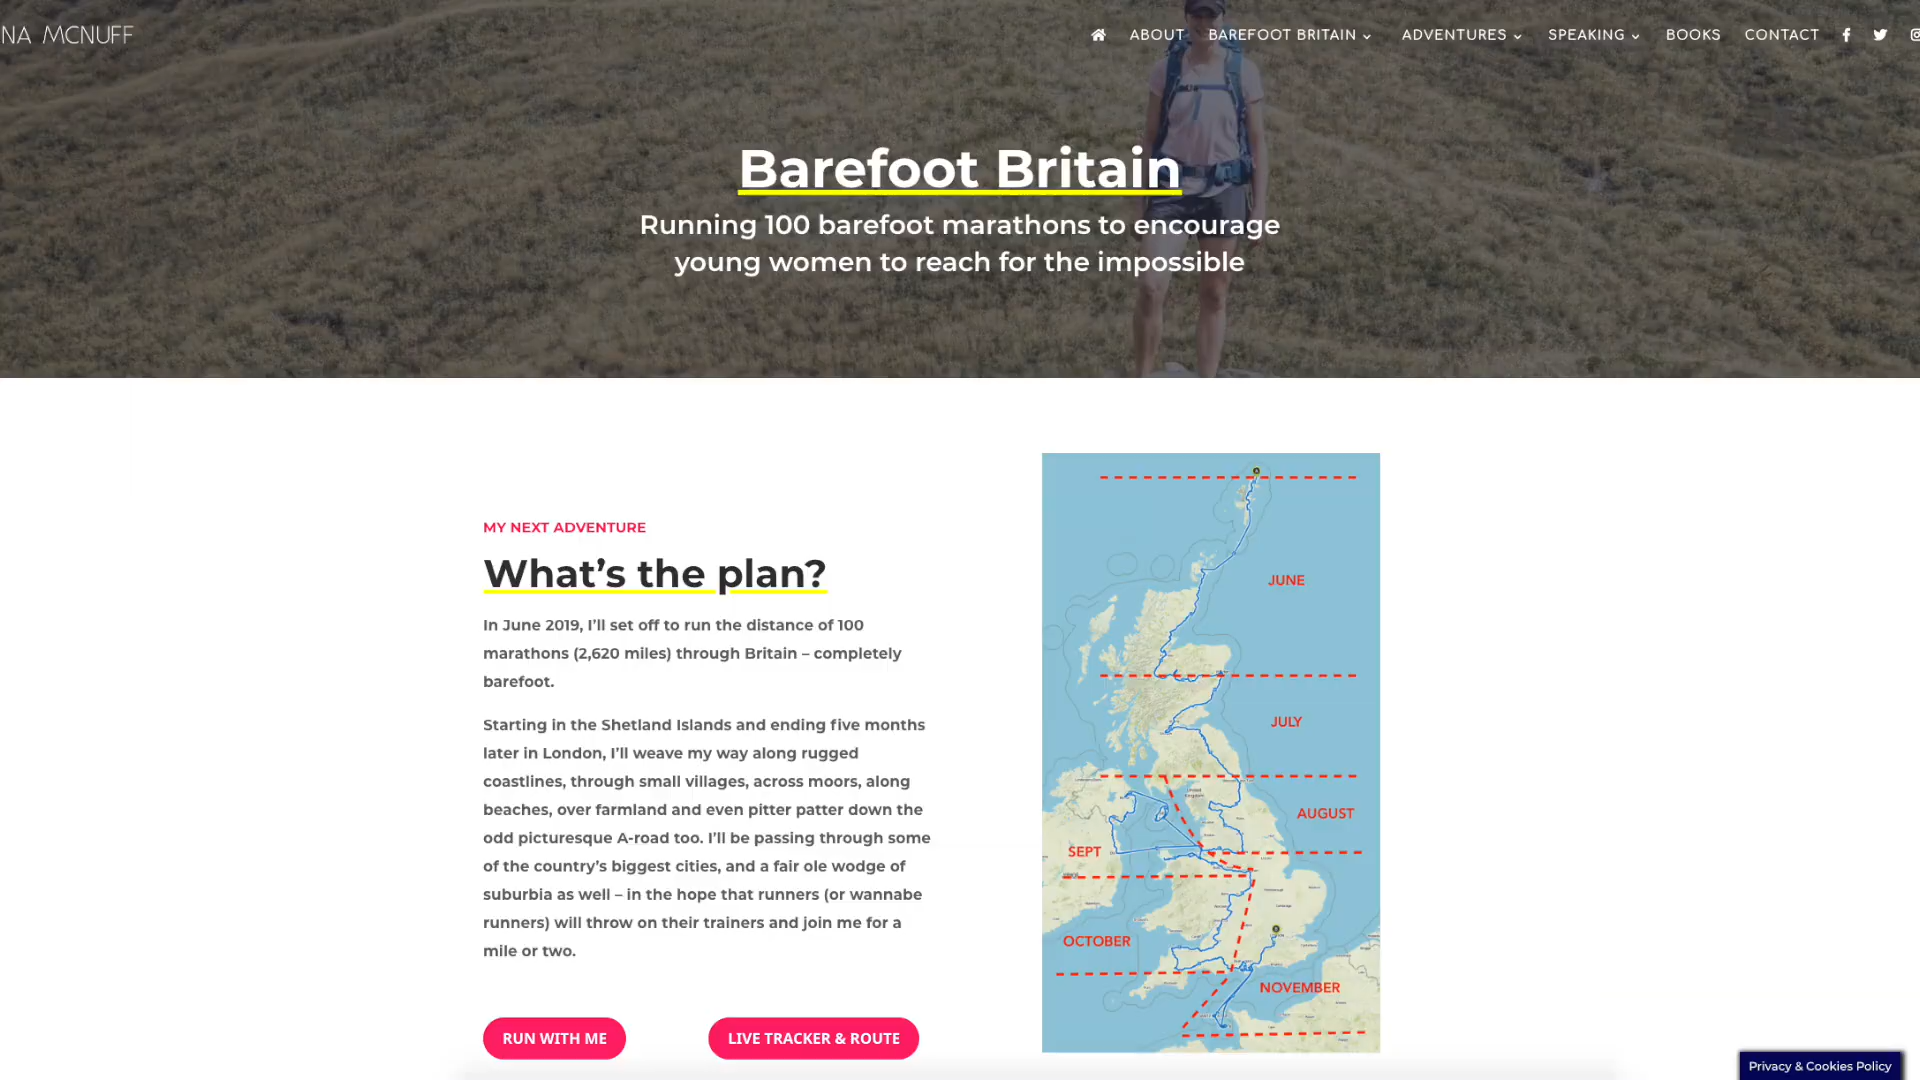 NA MCNUFF
ABOUT
BAREFOOT BRITAIN
ADVENTURES
SPEAKING
BOOKS
CONTACT
Barefoot Britain
Running 100 barefoot marathons to encourage
young women to reach for the impossible
MY NEXT ADVENTURE
What’s the plan?
In June 2019, I’ll set off to run the distance of 100
marathons (2,620 miles) through Britain – completely
barefoot.
Starting in the Shetland Islands and ending five months
later in London, I’ll weave my way along rugged
coastlines, through small villages, across moors, along
beaches, over farmland and even pitter patter down the
odd picturesque A-road too. I’ll be passing through some
of the country’s biggest cities, and a fair ole wodge of
suburbia as well – in the hope that runners (or wannabe
runners) will throw on their trainers and join me for a
mile or two.
RUN WITH ME
LIVE TRACKER & ROUTE
JUNE
JULY
United
Kingdom
AUGUST
SEPT
OCTOBER
NOVEMBER
Privacy & Cookies Policy